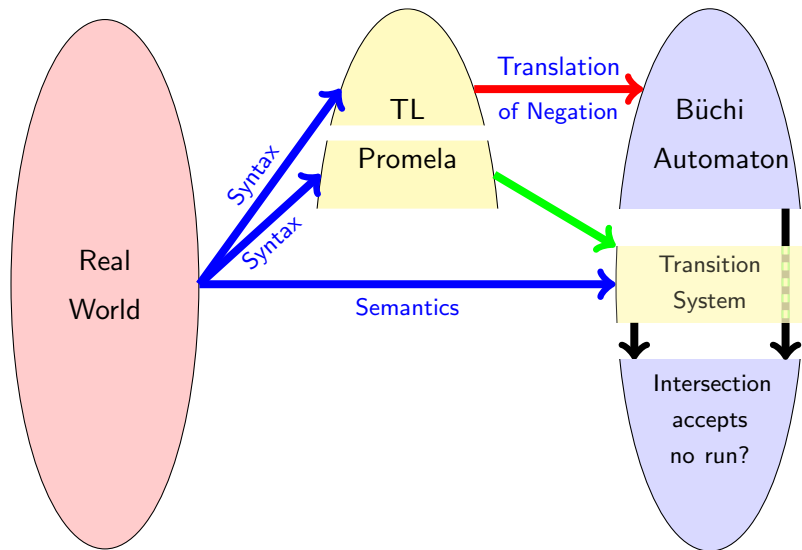 Real
World
Syntax
Syntax
Semantics
TL
Promela
Translation
of Negation
Büchi
Automaton
Transition
System
Intersection
accepts
no run?